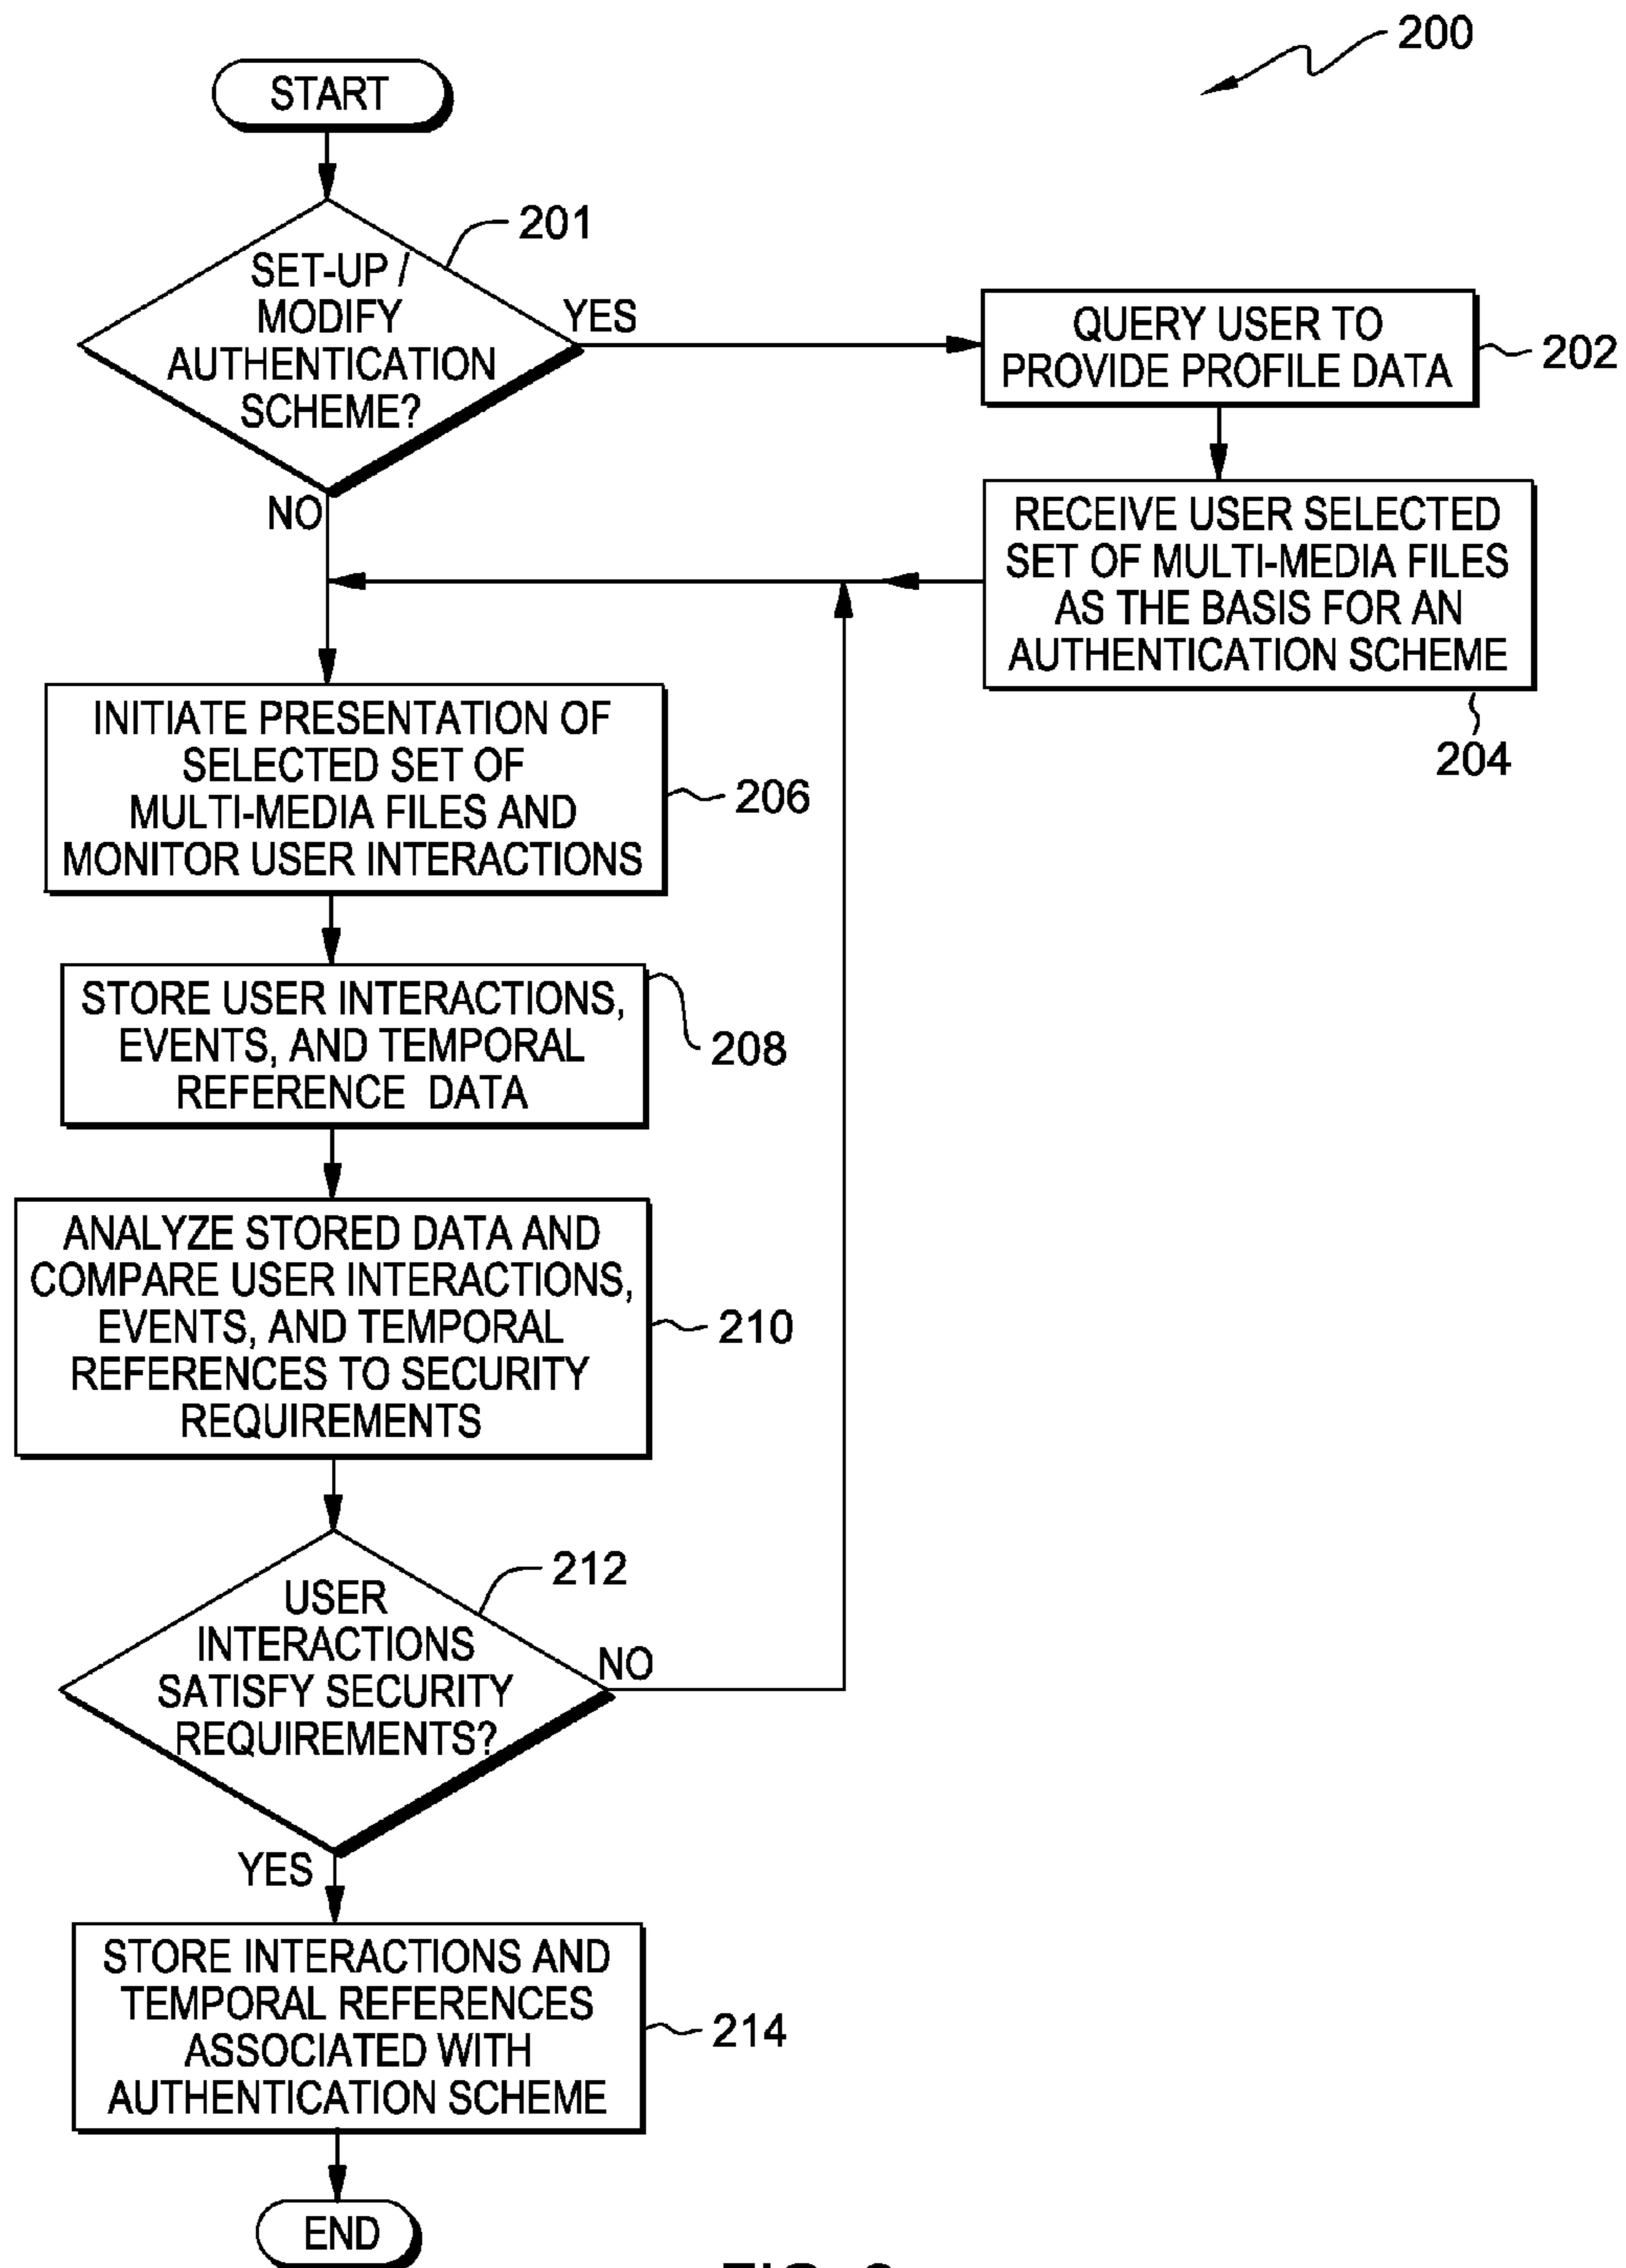 200
START
201
SET-UP /
MODIFY
AUTHENTICATION
SCHEME?
YES
NO
QUERY USER TO
PROVIDE PROFILE DATA
202
RECEIVE USER SELECTED
SET OF MULTI-MEDIA FILES
AS THE BASIS FOR AN
AUTHENTICATION SCHEME
204
INITIATE PRESENTATION OF
SELECTED SET OF
MULTI-MEDIA FILES AND
MONITOR USER INTERACTIONS
206
STORE USER INTERACTIONS,
EVENTS, AND TEMPORAL
REFERENCE DATA
208
ANALYZE STORED DATA AND
COMPARE USER INTERACTIONS,
EVENTS, AND TEMPORAL
REFERENCES TO SECURITY
REQUIREMENTS
210
212
USER
INTERACTIONS
SATISFY SECURITY
REQUIREMENTS?
NO
YES
STORE INTERACTIONS AND
TEMPORAL REFERENCES
ASSOCIATED WITH
AUTHENTICATION SCHEME
214
END